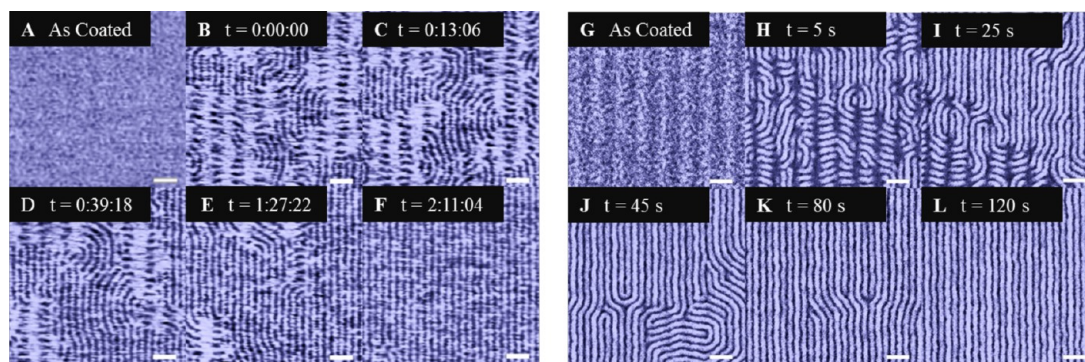 A As Coated
B t = 0:00:00
C t = 0:13:06
D t = 0:39:18
E t = 1:27:22
F t = 2:11:04
G As Coated
H t = 5 s
I t = 25 s
J t = 45 s
K t = 80 s
L t = 120 s